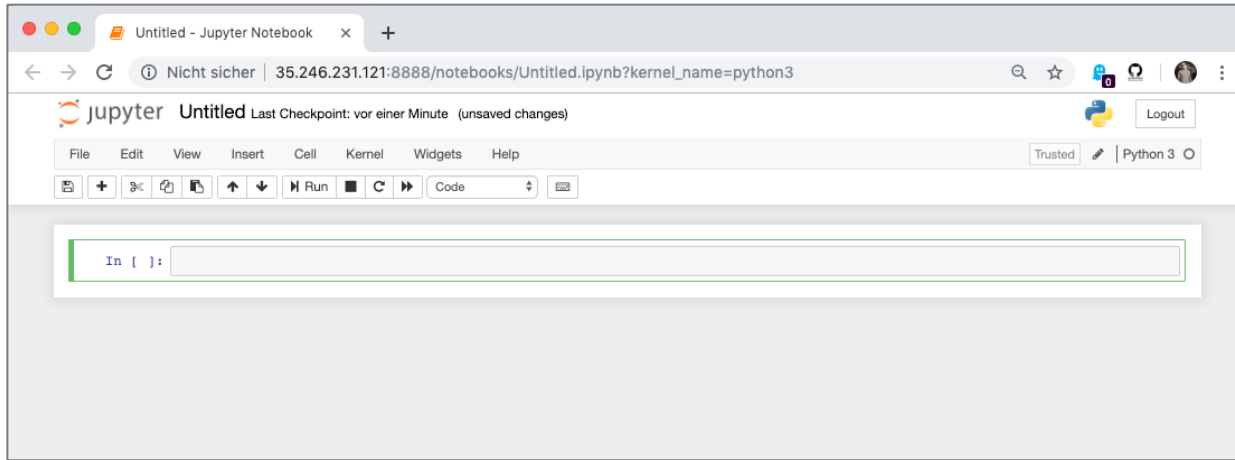 Untitled - Jupyter Notebook
Nicht sicher | 35.246.231.121:8888/notebooks/Untitled.ipynb?kernel_name=python3
0
jupyter Untitled Last Checkpoint: vor einer Minute (unsaved changes)
Logout
File Edit View Insert Cell Kernel Widgets Help
Trusted | Python 3
Run Code
In [ ]: